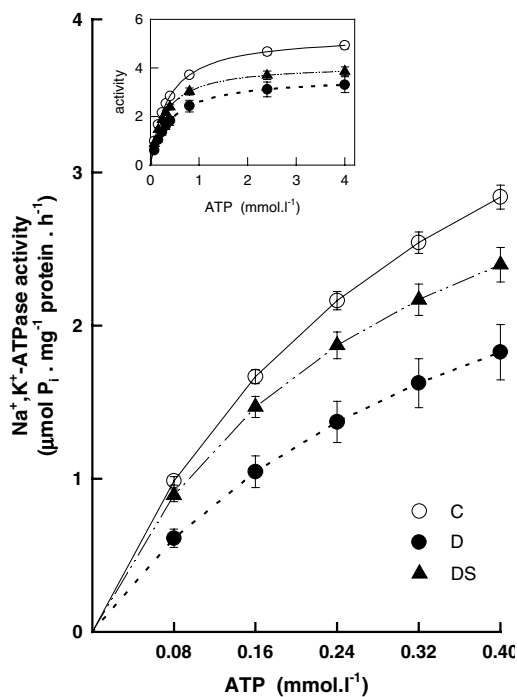 6
4
2
0
activity
0 1 2 3 4
ATP (mmol.l⁻¹)
3
2
1
0
Na⁺,K⁺-ATPase activity
(μmol Pᵢ . mg⁻¹ protein . h⁻¹)
C
D
DS
0.08 0.16 0.24 0.32 0.40
ATP (mmol.l⁻¹)